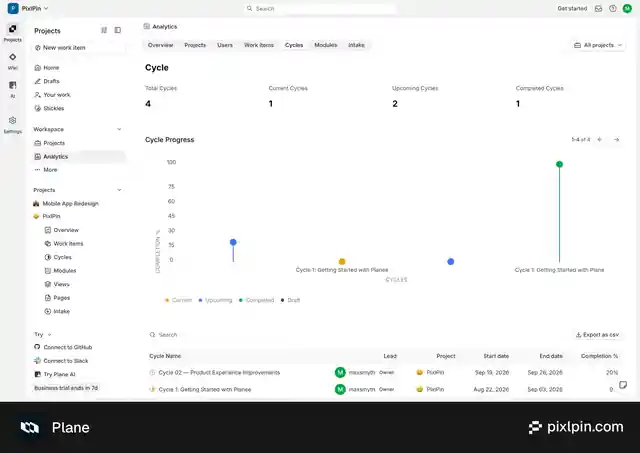 PixlPin
Search
Get started
M
Projects
Wiki
AI
Settings
Projects
New work item
Home
Drafts
Your work
Stickies
Workspace
Projects
Analytics
More
Projects
Mobile App Redesign
PixlPin
Overview
Work items
Cycles
Modules
Views
Pages
Intake
Try
Connect to GitHub
Connect to Slack
Try Plane AI
Business trial ends in 7d
Analytics
Overview Projects Users Work items Cycles Modules Intake
All projects
Cycle
Total Cycles Current Cycles Upcoming Cycles Completed Cycles
4 1 2 1
Cycle Progress
1-4 of 4
100
75
60
45
30
15
0
COMPLETION %
Cycle 1: Getting Started with Plane
Cycle 1: Getting Started with Plane
CYCLES
Current Upcoming Completed Draft
Search
Export as csv
Cycle Name Lead Project Start date End date Completion %
Cycle 02 — Product Experience Improvements M maxsmyth Owner PixlPin Sep 19, 2026 Sep 26, 2026 20%
Cycle 1: Getting Started with Plane M maxsmyth Owner PixlPin Aug 22, 2026 Sep 03, 2026 0
Plane
pixlpin.com